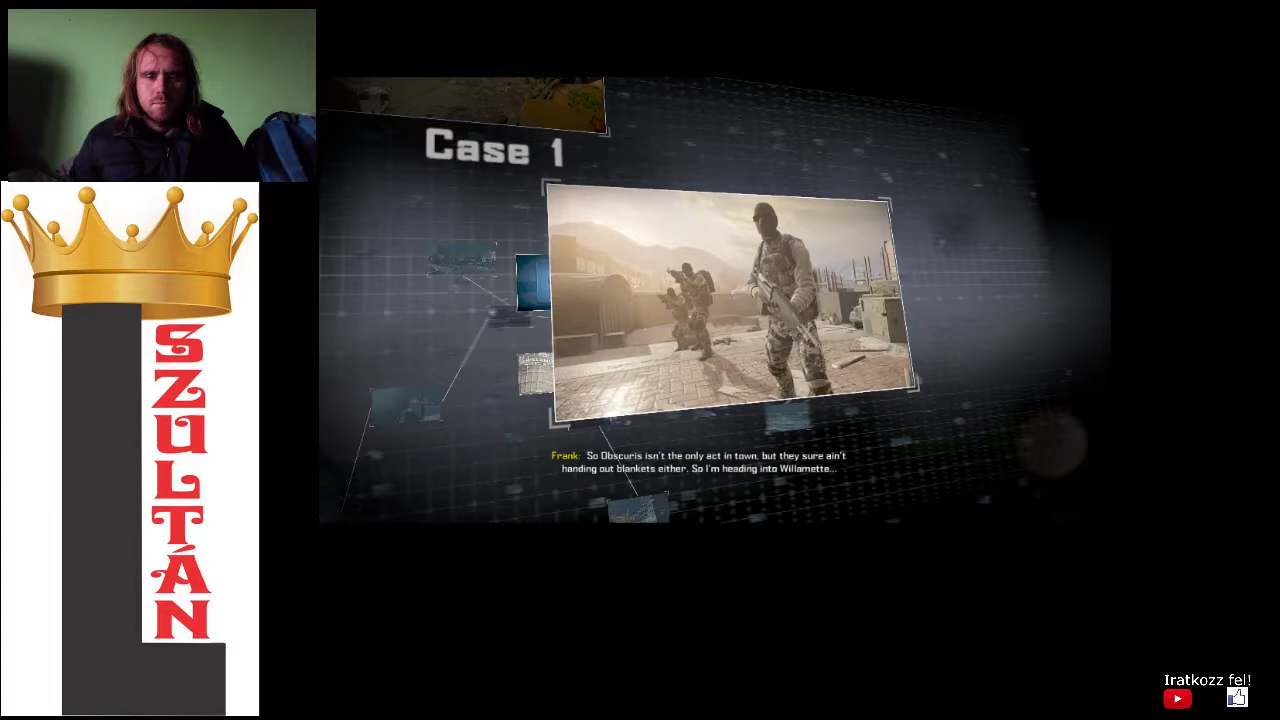 Case 1
Frank: So Obscuris isn't the only act in town, but they sure ain't
handing out blankets either. So I'm heading into Willamette...
L
SZULTÁN
Iratkozz fel!